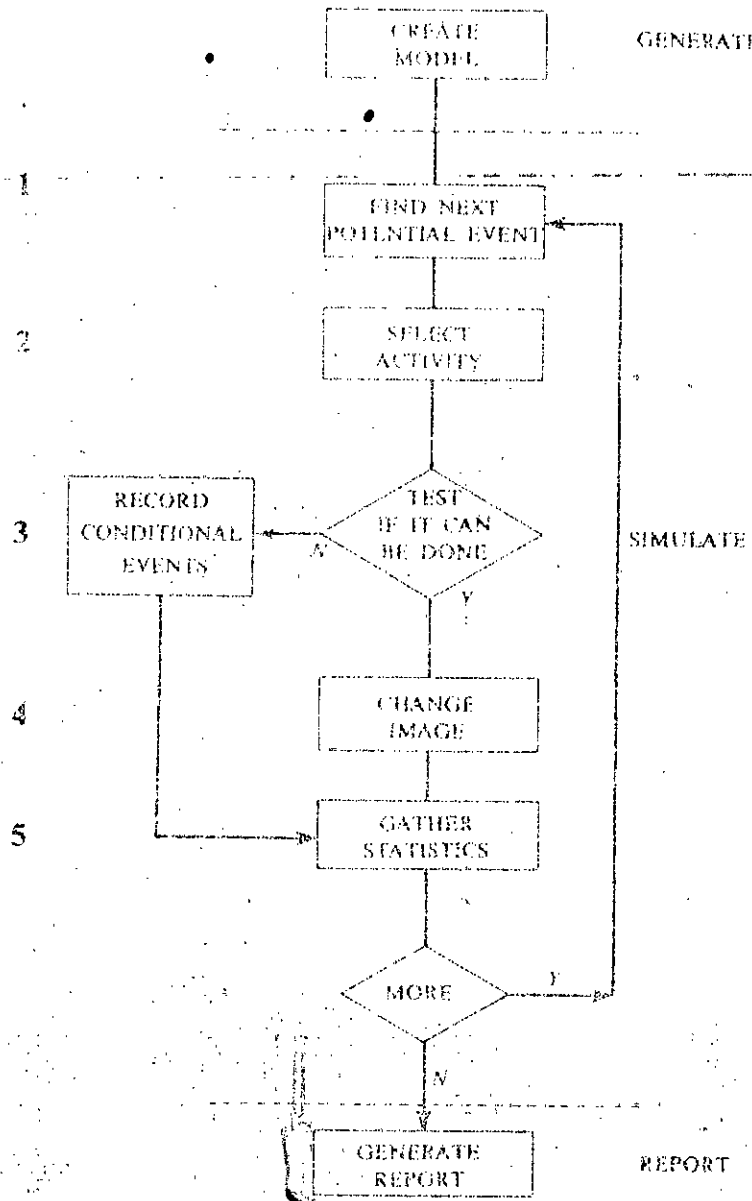 CREATE
MODEL
GENERATE
1
FIND NEXT
POTENTIAL EVENT
2
SELECT
ACTIVITY
TEST
IF IT CAN
BE DONE
RECORD
CONDITIONAL
EVENTS
3
N
Y
SIMULATE
4
CHANGE
IMAGE
5
GATHER
STATISTICS
MORE
Y
N
GENERATE
REPORT
REPORT